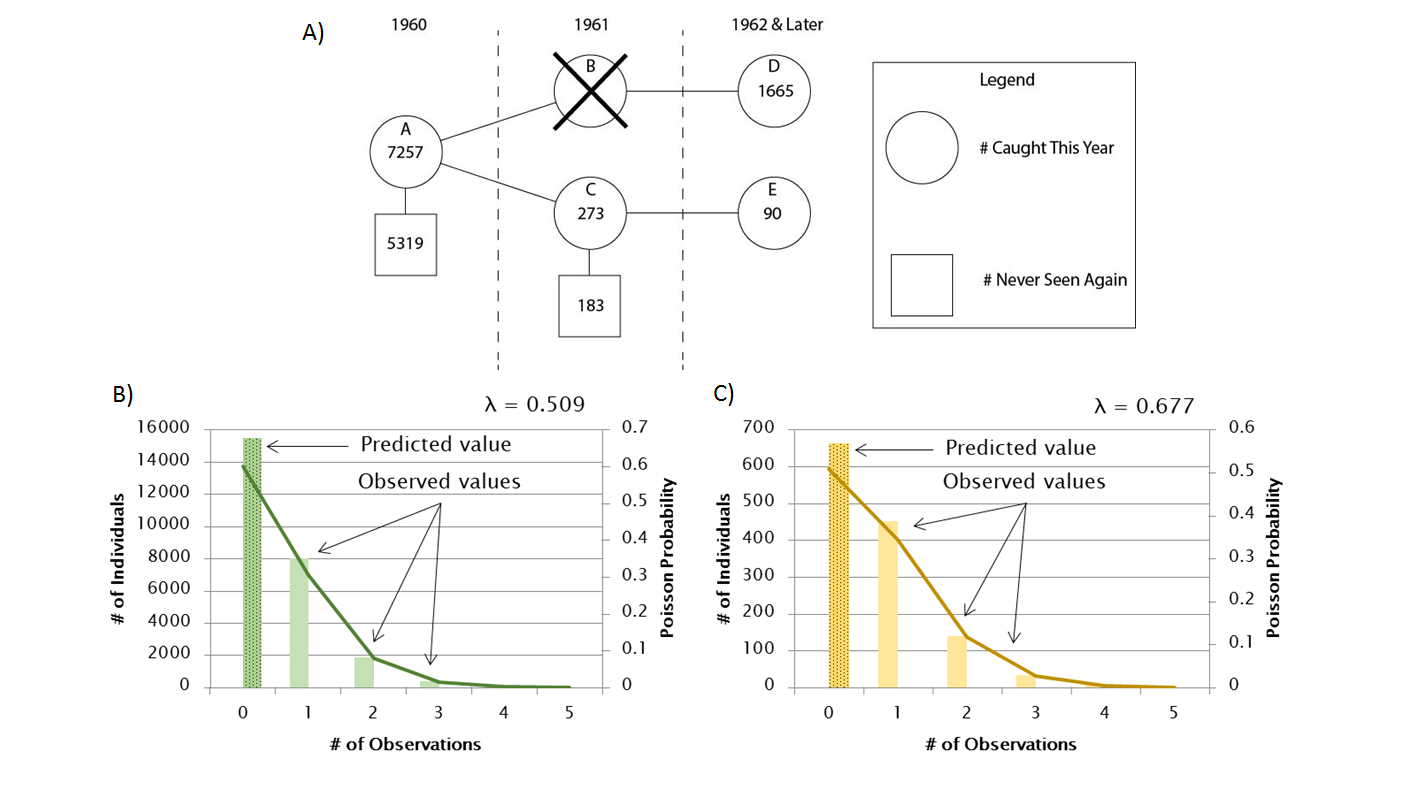 A)
1960
1961
1962 & Later
B
D
1665
A
7257
C
273
E
90
5319
183
Legend
# Caught This Year
# Never Seen Again
B)
λ = 0.509
# of Individuals
16000
14000
12000
10000
8000
6000
4000
2000
0
Predicted value
Observed values
0.7
0.6
0.5
0.4
0.3
0.2
0.1
0
Poisson Probability
0 1 2 3 4 5
# of Observations
C)
λ = 0.677
# of Individuals
700
600
500
400
300
200
100
0
Predicted value
Observed values
0.6
0.5
0.4
0.3
0.2
0.1
0
Poisson Probability
0 1 2 3 4 5
# of Observations